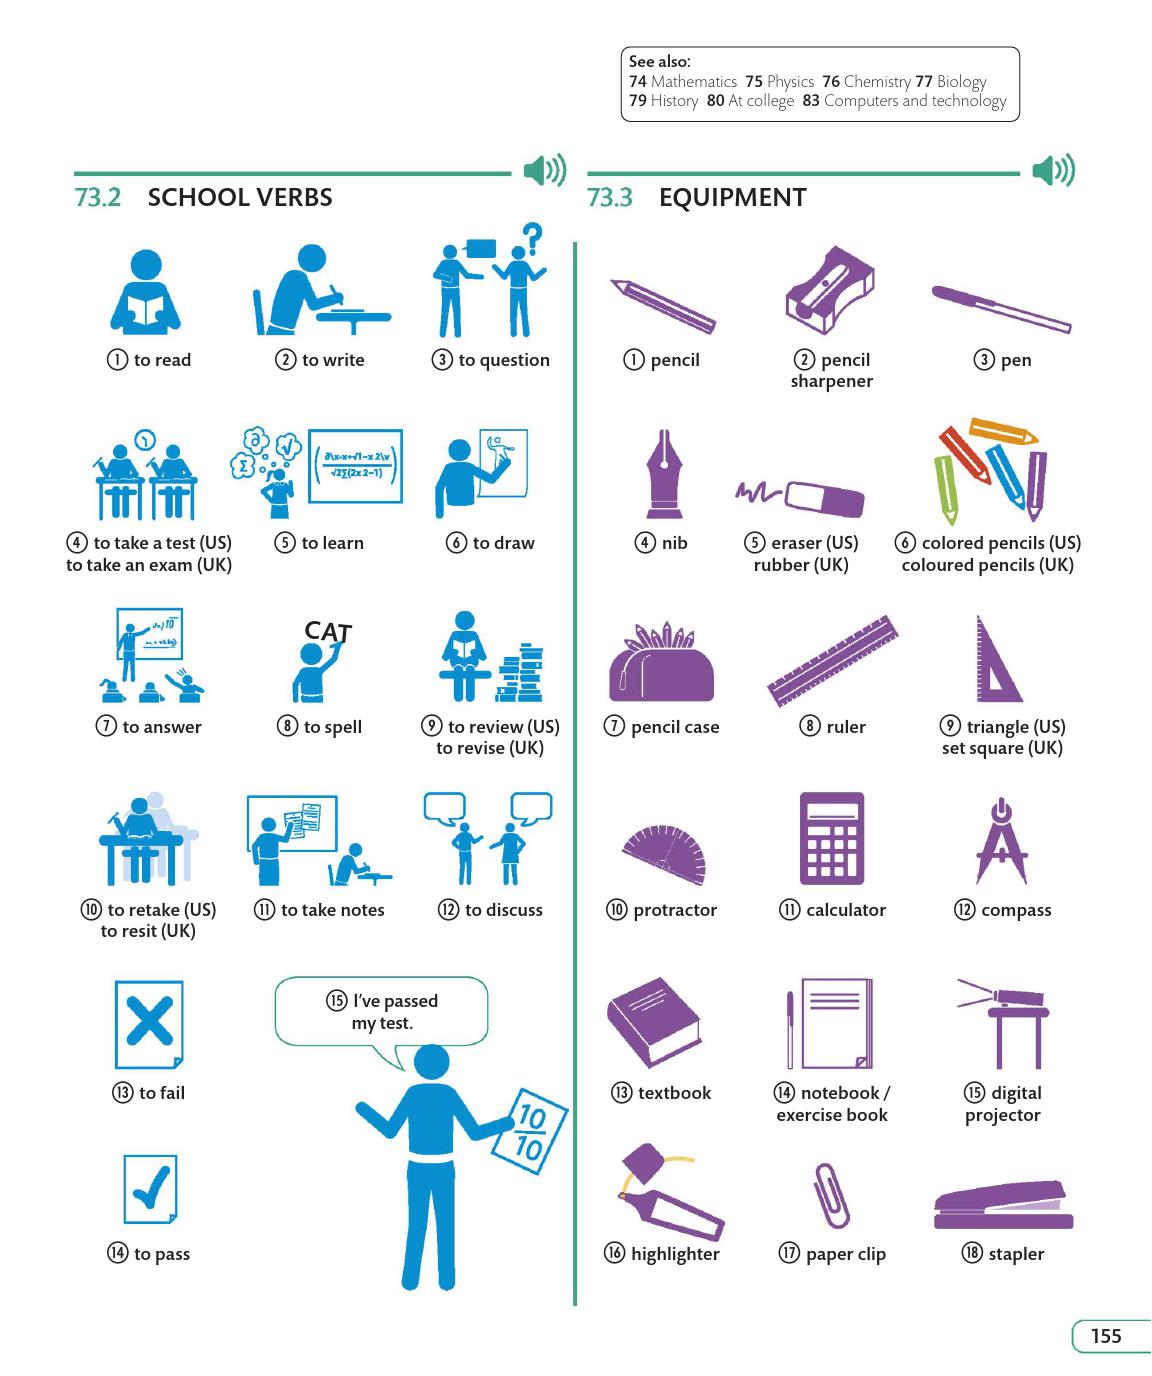 See also:
74 Mathematics 75 Physics 76 Chemistry 77 Biology
79 History 80 At college 83 Computers and technology
73.2 SCHOOL VERBS
1 to read
2 to write
3 to question
?
4 to take a test (US)
to take an exam (UK)
5 to learn
6 to draw
7 to answer
CAT
8 to spell
9 to review (US)
to revise (UK)
10 to retake (US)
to resit (UK)
11 to take notes
12 to discuss
13 to fail
14 to pass
15 I've passed
my test.
10
10
73.3 EQUIPMENT
1 pencil
2 pencil
sharpener
3 pen
4 nib
5 eraser (US)
rubber (UK)
6 colored pencils (US)
coloured pencils (UK)
7 pencil case
8 ruler
9 triangle (US)
set square (UK)
10 protractor
11 calculator
12 compass
13 textbook
14 notebook /
exercise book
15 digital
projector
16 highlighter
17 paper clip
18 stapler
155